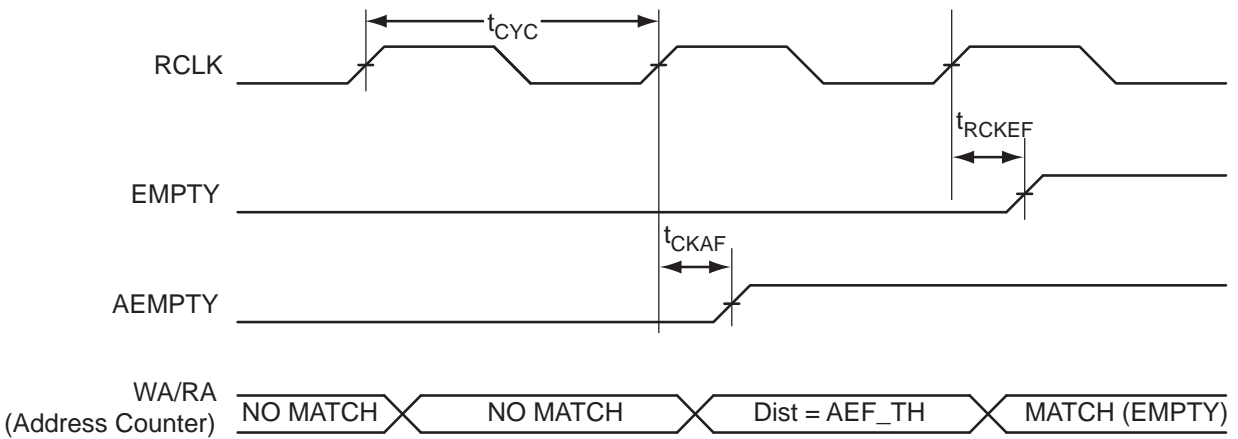 tCYC
RCLK
tRCKEF
EMPTY
tCKAF
AEMPTY
WA/RA
(Address Counter)
NO MATCH
NO MATCH
Dist = AEF_TH
MATCH (EMPTY)